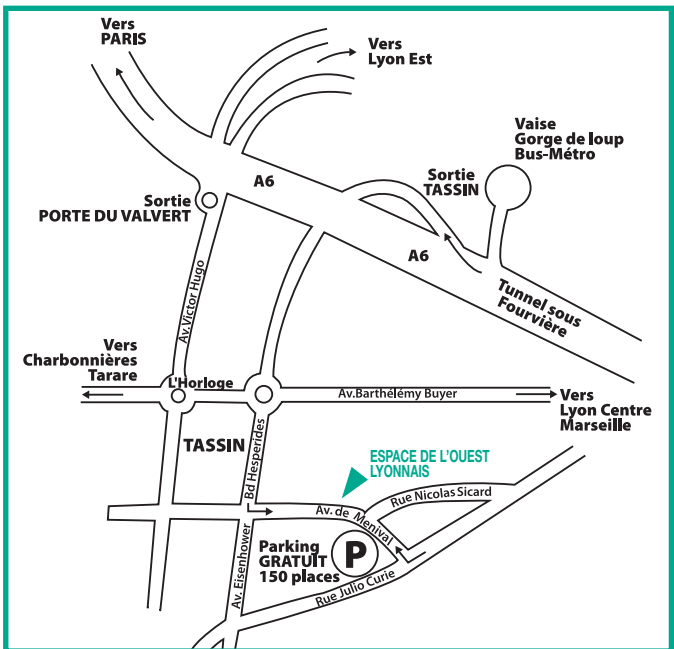 Vers
PARIS
Vers
Lyon Est
Vaise
Gorge de loup
Bus-Métro
Sortie
TASSIN
A6
Sortie
PORTE DU VALVERT
A6
Tunnel sous
Fourvière
Av.Victor Hugo
Vers
Charbonnières
Tarare
L'Horloge
Av.Barthélémy Buyer
Vers
Lyon Centre
Marseille
TASSIN
Bd Hesperides
ESPACE DE L'OUEST
LYONNAIS
Rue Nicolas Sicard
Av. de Menival
Parking
GRATUIT
150 places
P
Av. Eisenhower
Rue Julio Curie